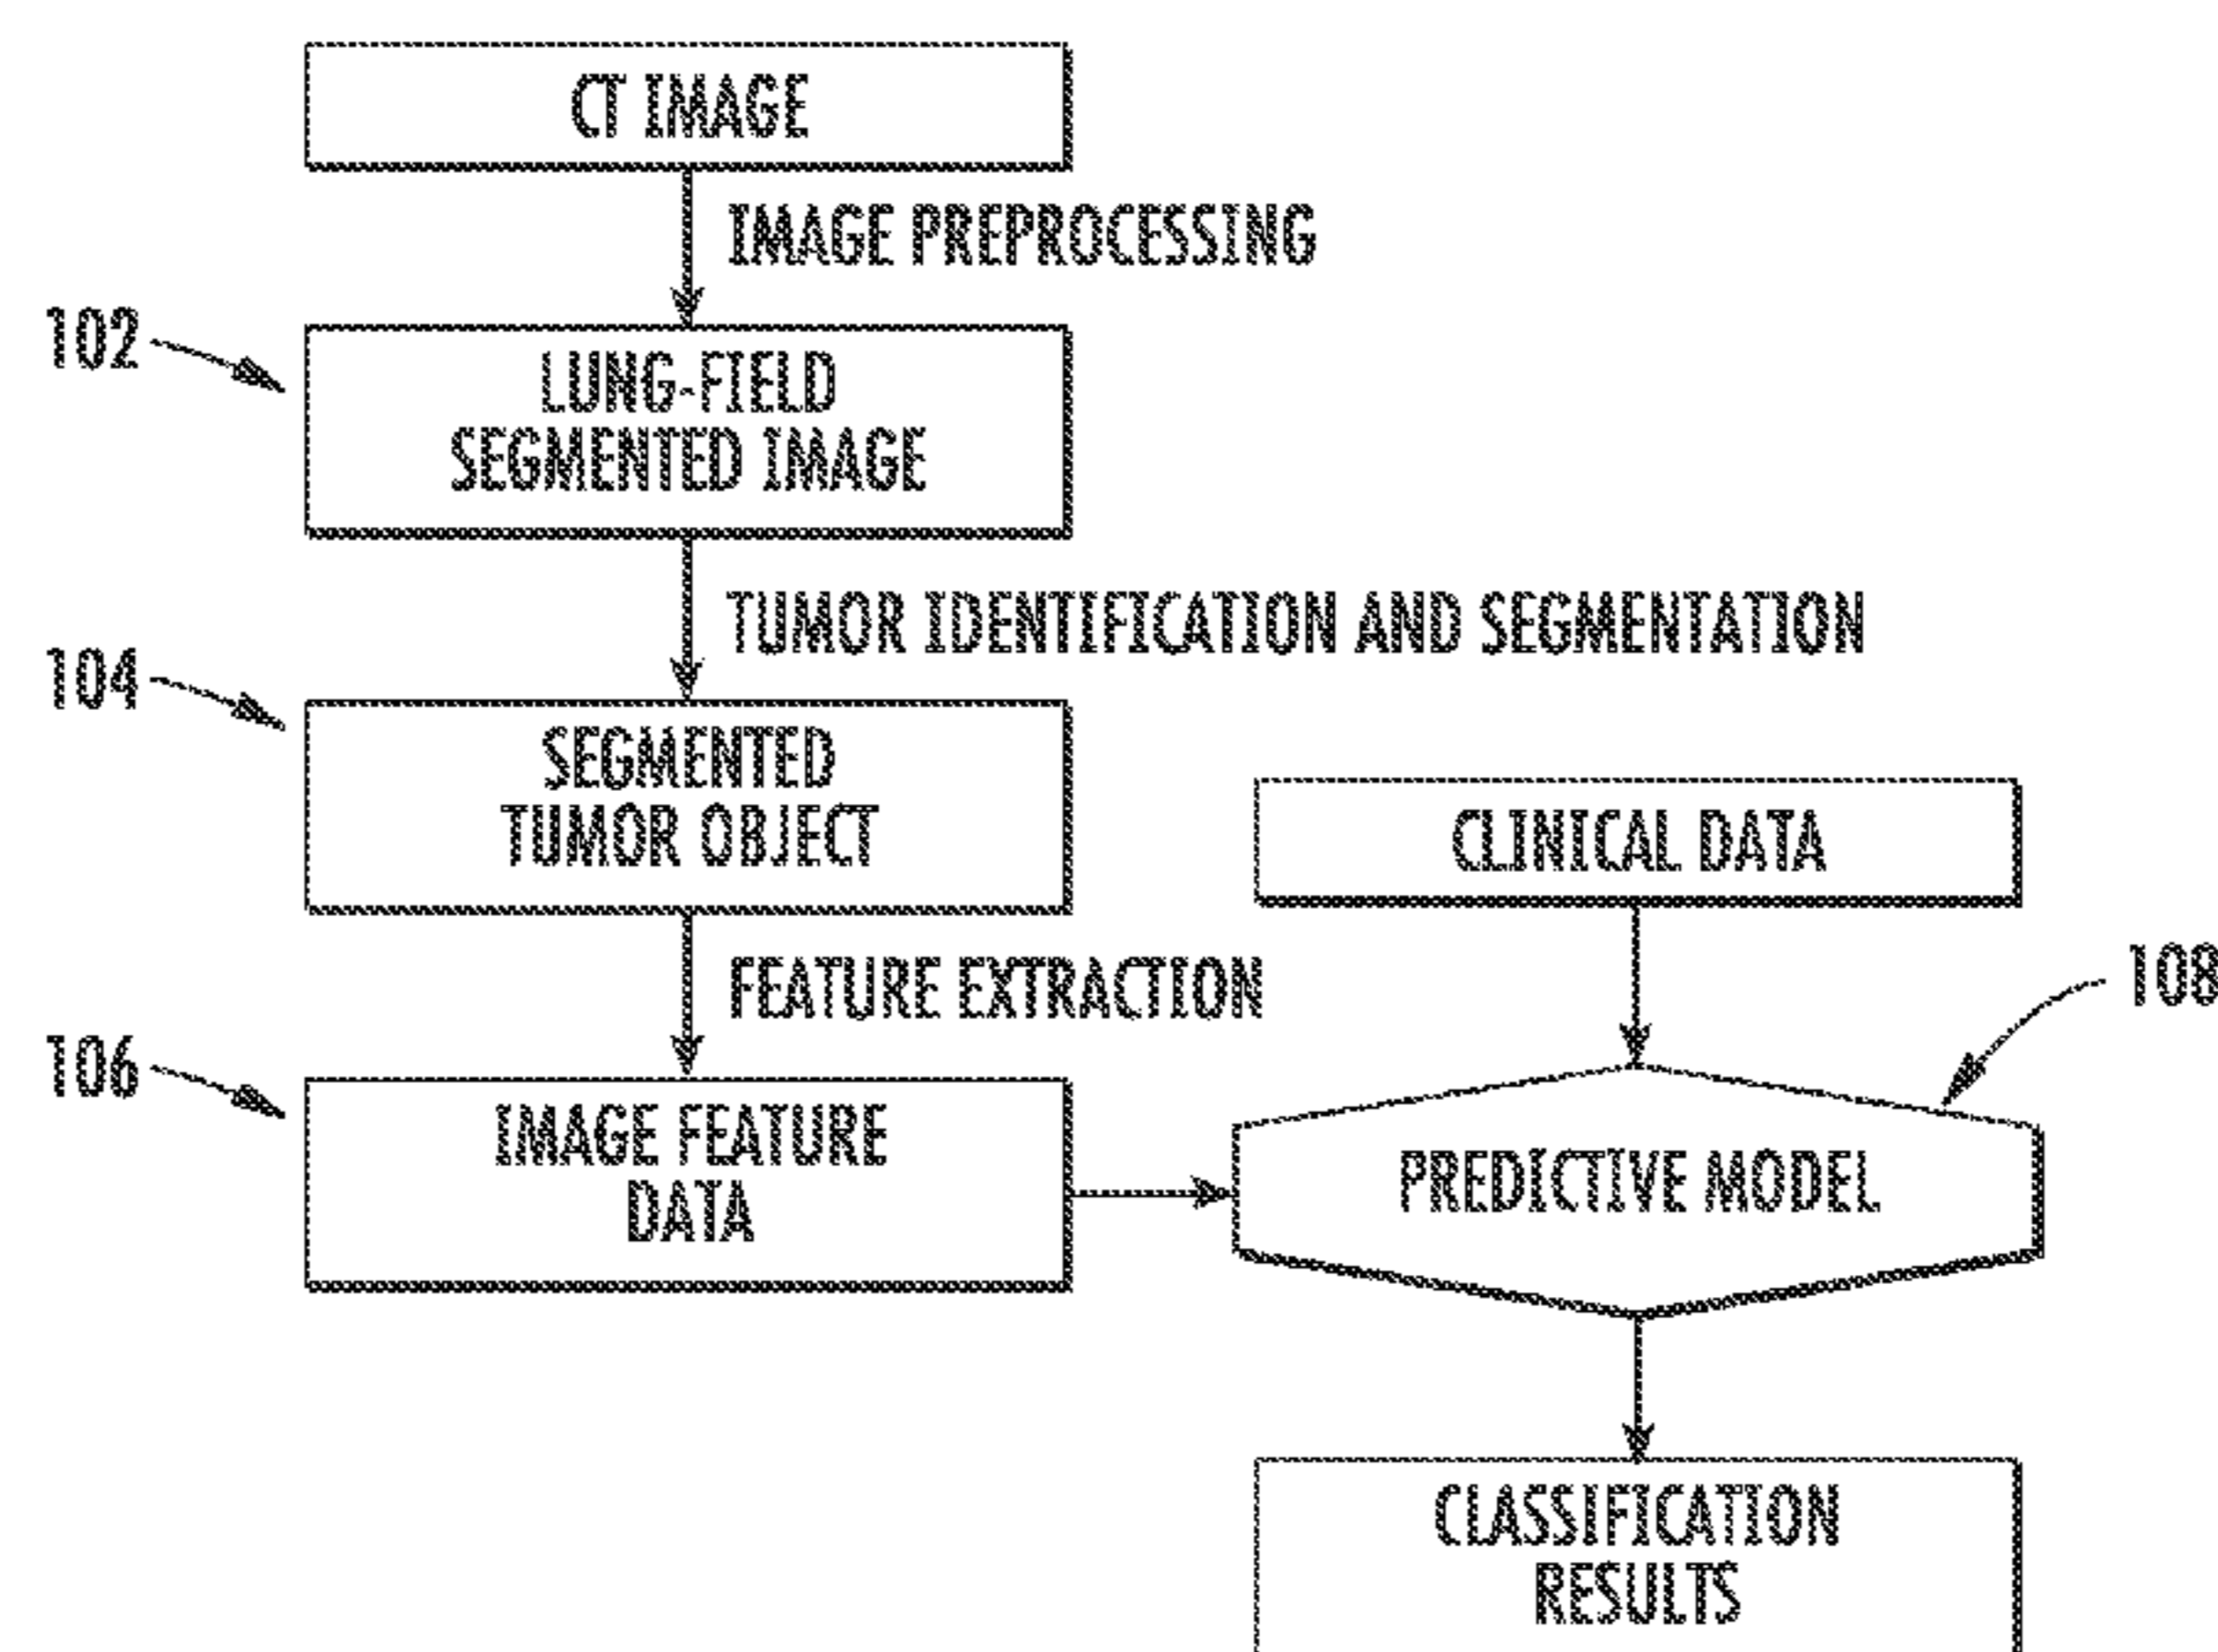 CT IMAGE
IMAGE PREPROCESSING
102
LUNG-FIELD
SEGMENTED IMAGE
TUMOR IDENTIFICATION AND SEGMENTATION
104
SEGMENTED
TUMOR OBJECT
CLINICAL DATA
FEATURE EXTRACTION
108
106
IMAGE FEATURE
DATA
PREDICTIVE MODEL
CLASSIFICATION
RESULTS